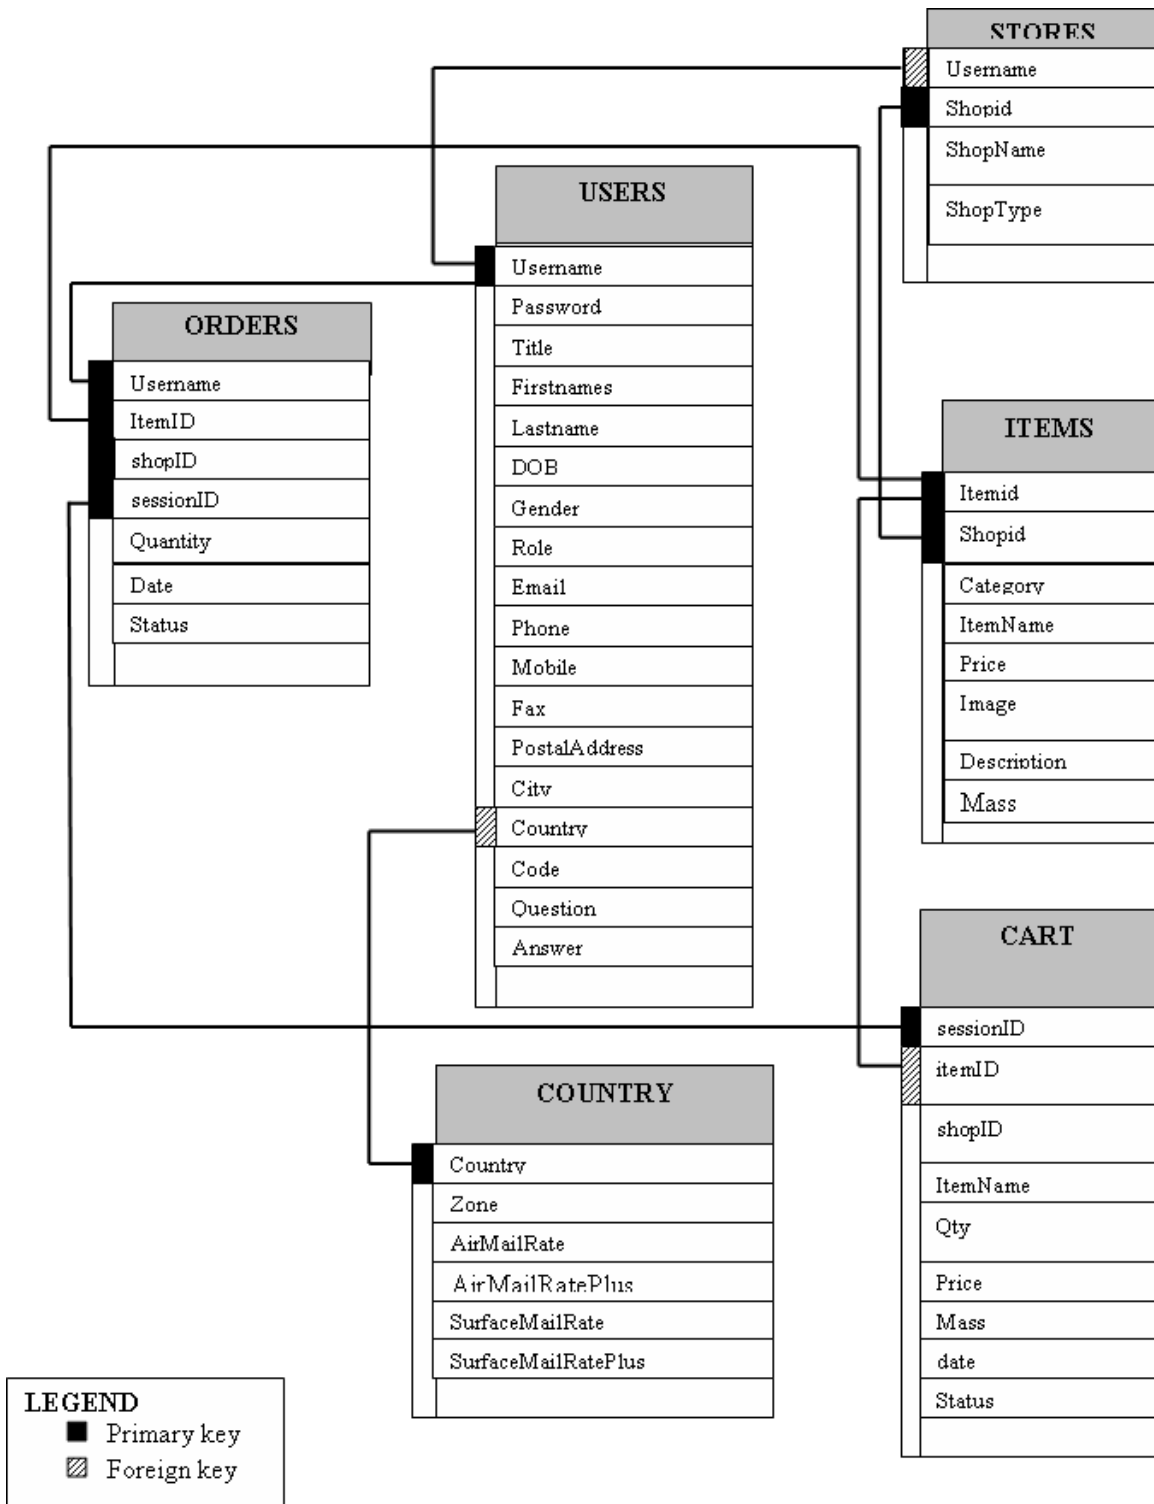 STORES
Username
Shopid
ShopName
ShopType
USERS
Username
Password
Title
Firstnames
Lastname
DOB
Gender
Role
Email
Phone
Mobile
Fax
PostalAddress
City
Country
Code
Question
Answer
ORDERS
Username
ItemID
shopID
sessionID
Quantity
Date
Status
ITEMS
Itemid
Shopid
Category
ItemName
Price
Image
Description
Mass
CART
sessionID
itemID
shopID
ItemName
Qty
Price
Mass
date
Status
COUNTRY
Country
Zone
AirMailRate
AirMailRatePlus
SurfaceMailRate
SurfaceMailRatePlus
LEGEND
Primary key
Foreign key